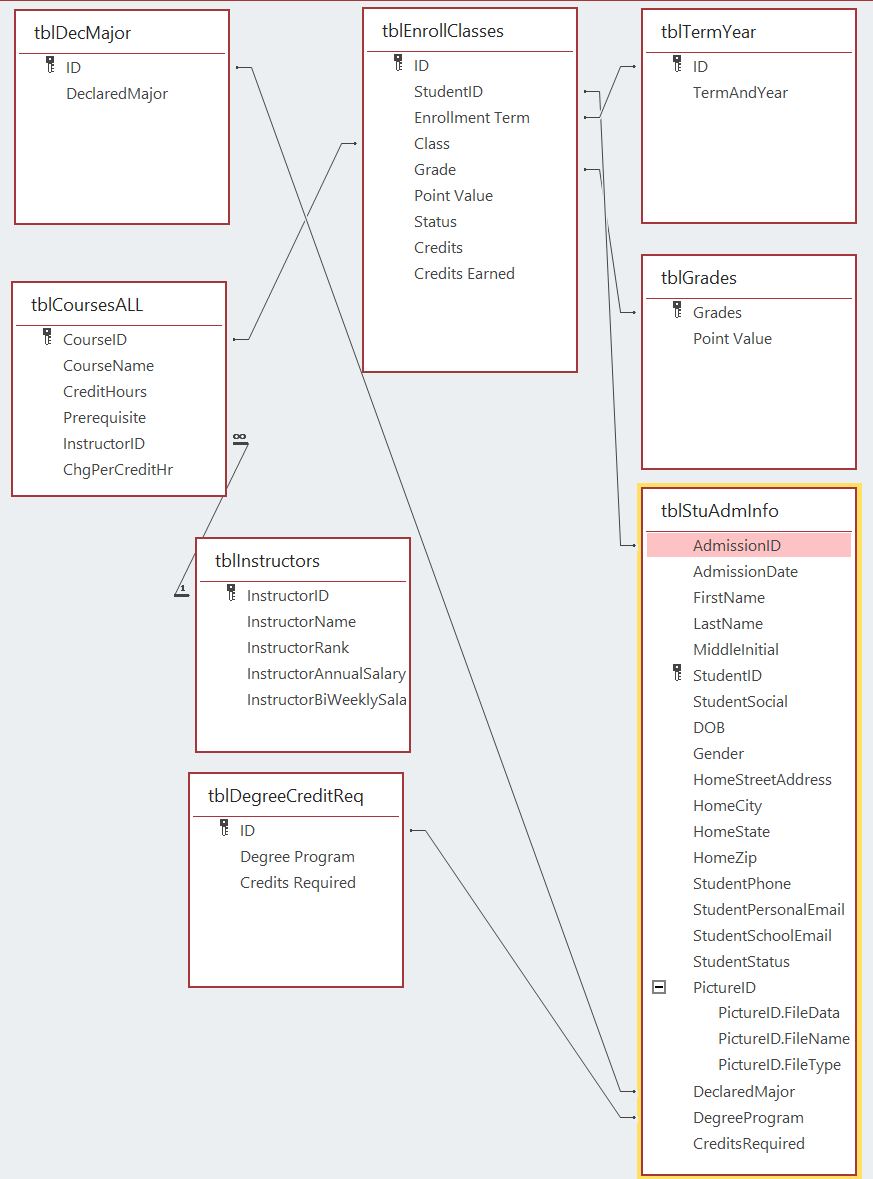 tblDecMajor
ID
DeclaredMajor
tblEnrollClasses
ID
StudentID
Enrollment Term
Class
Grade
Point Value
Status
Credits
Credits Earned
tblTermYear
ID
TermAndYear
tblCoursesALL
CourseID
CourseName
CreditHours
Prerequisite
InstructorID
ChgPerCreditHr
∞
1
tblGrades
Grades
Point Value
tblInstructors
InstructorID
InstructorName
InstructorRank
InstructorAnnualSalary
InstructorBiWeeklySala
tblDegreeCreditReq
ID
Degree Program
Credits Required
tblStuAdmInfo
AdmissionID
AdmissionDate
FirstName
LastName
MiddleInitial
StudentID
StudentSocial
DOB
Gender
HomeStreetAddress
HomeCity
HomeState
HomeZip
StudentPhone
StudentPersonalEmail
StudentSchoolEmail
StudentStatus
PictureID
PictureID.FileData
PictureID.FileName
PictureID.FileType
DeclaredMajor
DegreeProgram
CreditsRequired